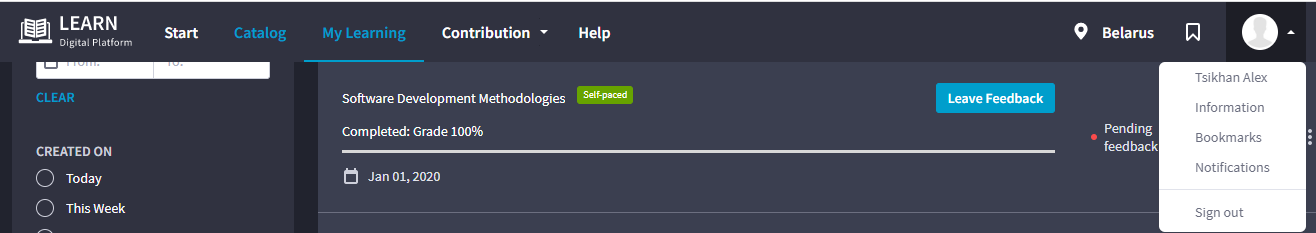 LEARN
Digital Platform
Start
Catalog
My Learning
Contribution
Help
Belarus
From:
To:
CLEAR
CREATED ON
Today
This Week
Software Development Methodologies
Self-paced
Leave Feedback
Completed: Grade 100%
Pending
feedback
Jan 01, 2020
Tsikhan Alex
Information
Bookmarks
Notifications
Sign out